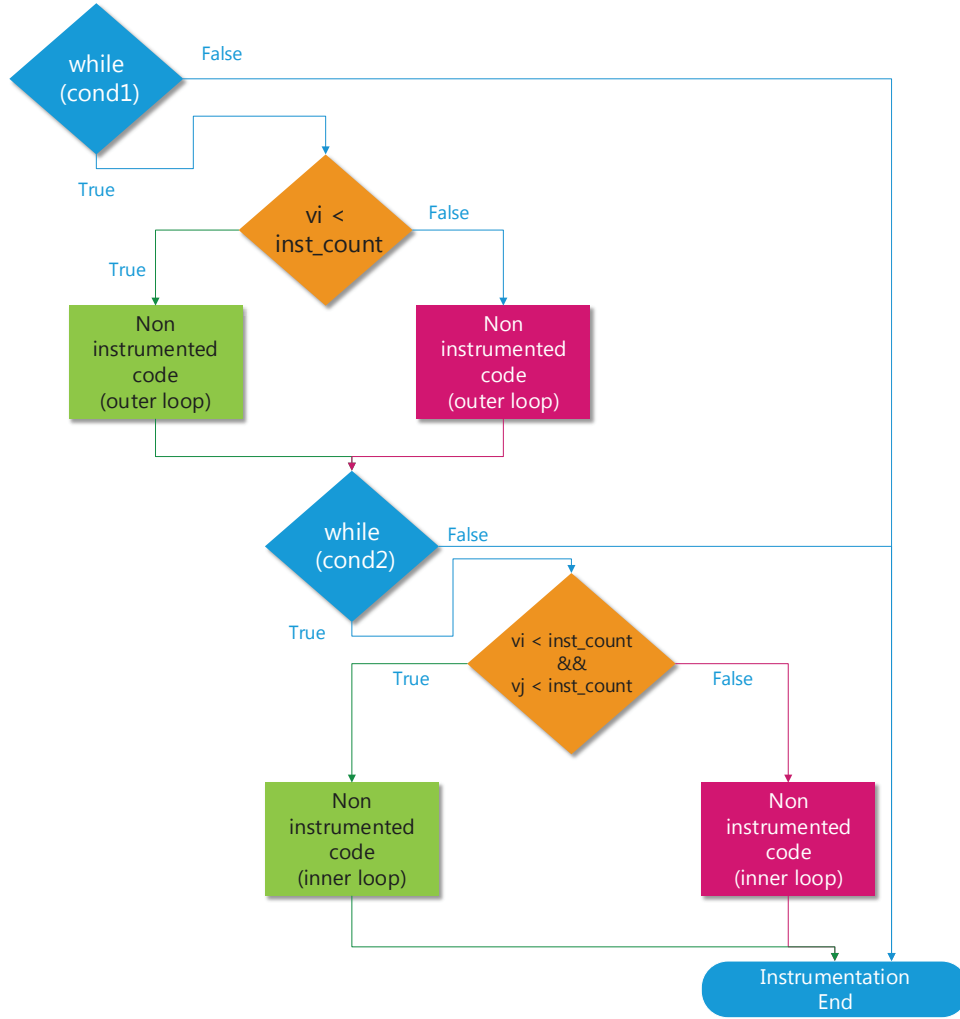 while
(cond1)
False
True
vi <
inst_count
False
True
Non
instrumented
code
(outer loop)
Non
instrumented
code
(outer loop)
while
(cond2)
False
True
vi < inst_count
&&
vj < inst_count
True
False
Non
instrumented
code
(inner loop)
Non
instrumented
code
(inner loop)
Instrumentation
End